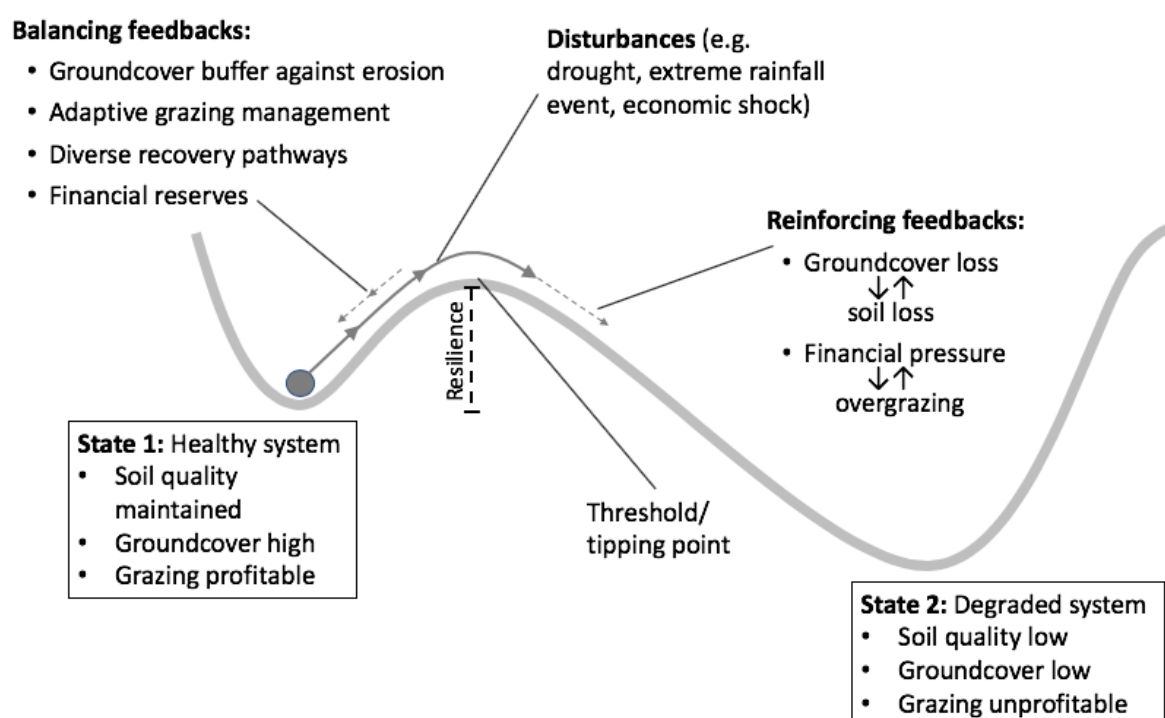 Balancing feedbacks:
• Groundcover buffer against erosion
• Adaptive grazing management
• Diverse recovery pathways
• Financial reserves
Disturbances (e.g.
drought, extreme rainfall
event, economic shock)
Reinforcing feedbacks:
• Groundcover loss
soil loss
• Financial pressure
overgrazing
Resilience
Threshold/
tipping point
State 1: Healthy system
• Soil quality
maintained
• Groundcover high
• Grazing profitable
State 2: Degraded system
• Soil quality low
• Groundcover low
• Grazing unprofitable